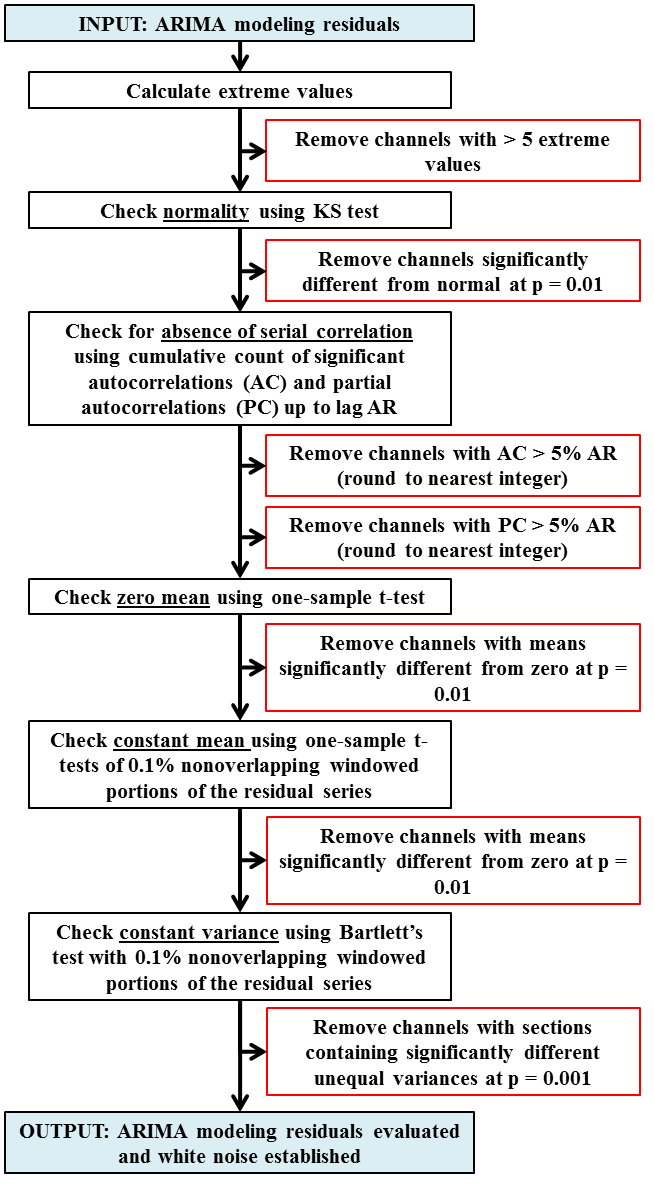 INPUT: ARIMA modeling residuals
Calculate extreme values
Remove channels with > 5 extreme
values
Check normality using KS test
Remove channels significantly
different from normal at p = 0.01
Check for absence of serial correlation
using cumulative count of significant
autocorrelations (AC) and partial
autocorrelations (PC) up to lag AR
Remove channels with AC > 5% AR
(round to nearest integer)
Remove channels with PC > 5% AR
(round to nearest integer)
Check zero mean using one-sample t-test
Remove channels with means
significantly different from zero at p =
0.01
Check constant mean using one-sample t-
tests of 0.1% nonoverlapping windowed
portions of the residual series
Remove channels with means
significantly different from zero at p =
0.01
Check constant variance using Bartlett’s
test with 0.1% nonoverlapping windowed
portions of the residual series
Remove channels with sections
containing significantly different
unequal variances at p = 0.001
OUTPUT: ARIMA modeling residuals evaluated
and white noise established